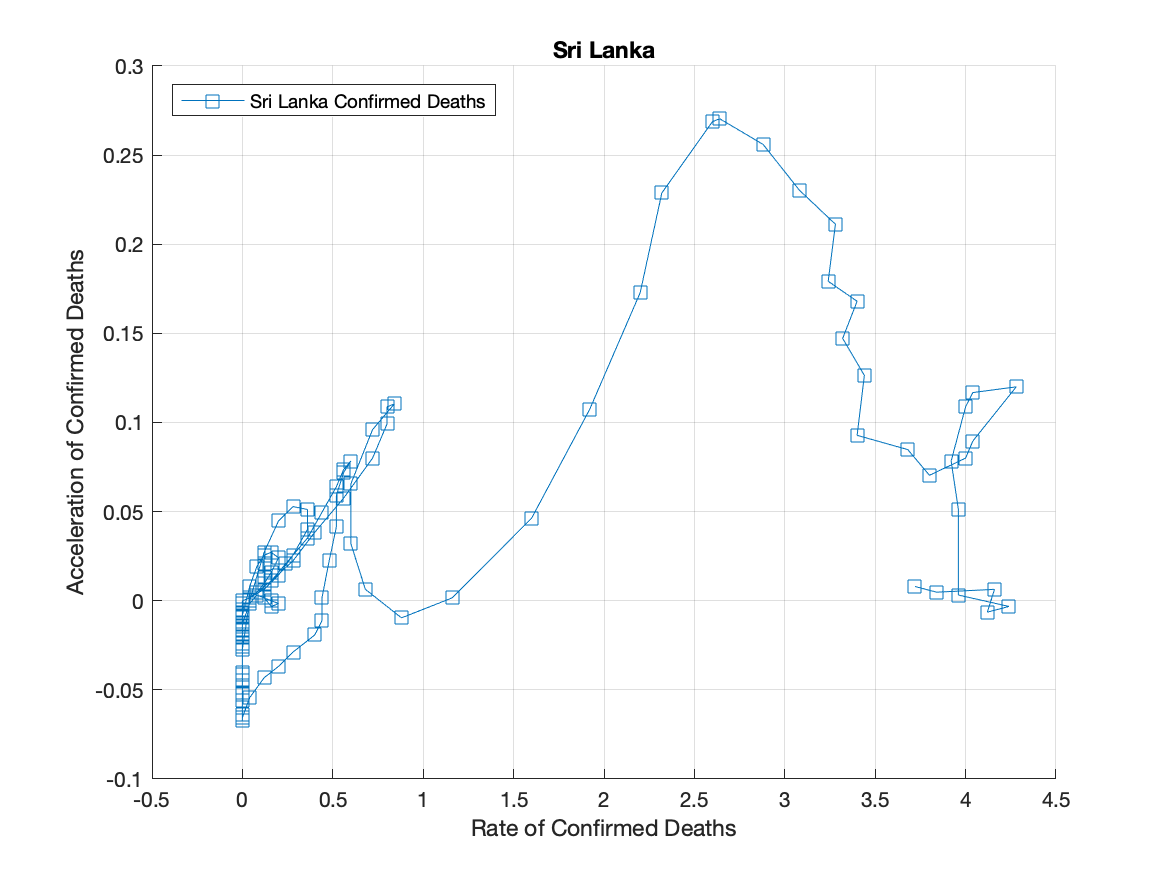 Sri Lanka
Sri Lanka Confirmed Deaths
Acceleration of Confirmed Deaths
0.3
0.25
0.2
0.15
0.1
0.05
0
-0.05
-0.1
-0.5 0 0.5 1 1.5 2 2.5 3 3.5 4 4.5
Rate of Confirmed Deaths